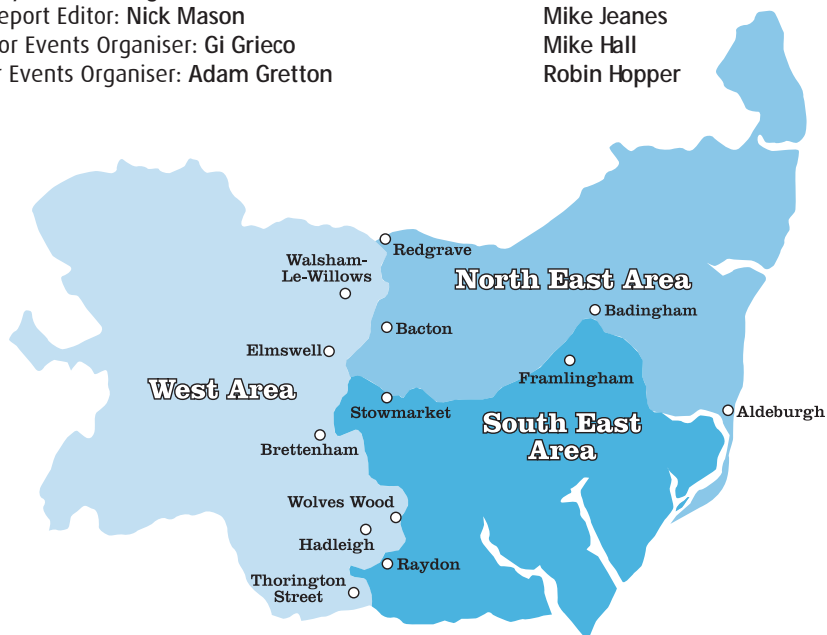 eport Editor: Nick Mason
or Events Organiser: Gi Grieco
r Events Organiser: Adam Gretton
Mike Jeanes
Mike Hall
Robin Hopper
Redgrave
Walsham-
Le-Willows
North East Area
Badingham
Bacton
Elmswell
Framlingham
West Area
Stowmarket
Aldeburgh
South East
Area
Brettenham
Wolves Wood
Hadleigh
Raydon
Thorington
Street